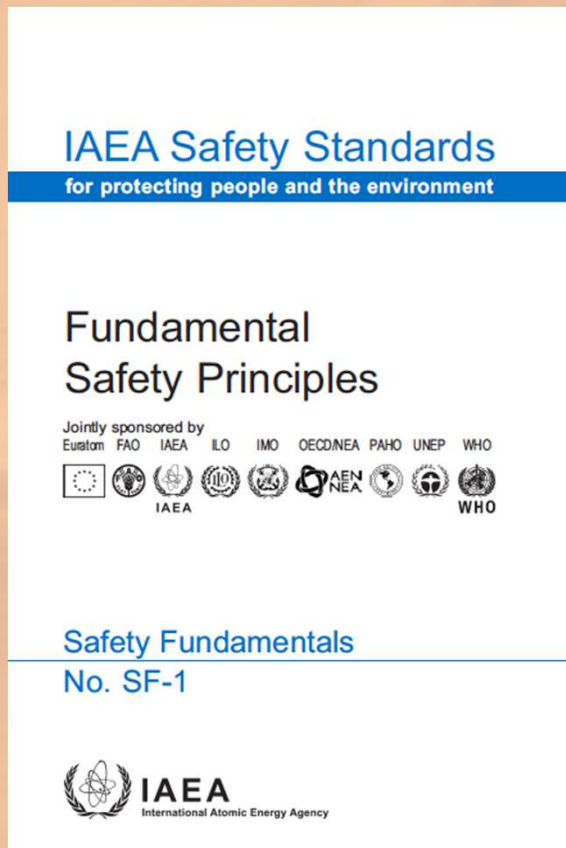 IAEA Safety Standards
for protecting people and the environment
Fundamental
Safety Principles
Jointly sponsored by
Euratom FAO IAEA ILO IMO OECD/NEA PAHO UNEP WHO
ILO AEN
NEA
IAEA WHO
Safety Fundamentals
No. SF-1
IAEA
International Atomic Energy Agency